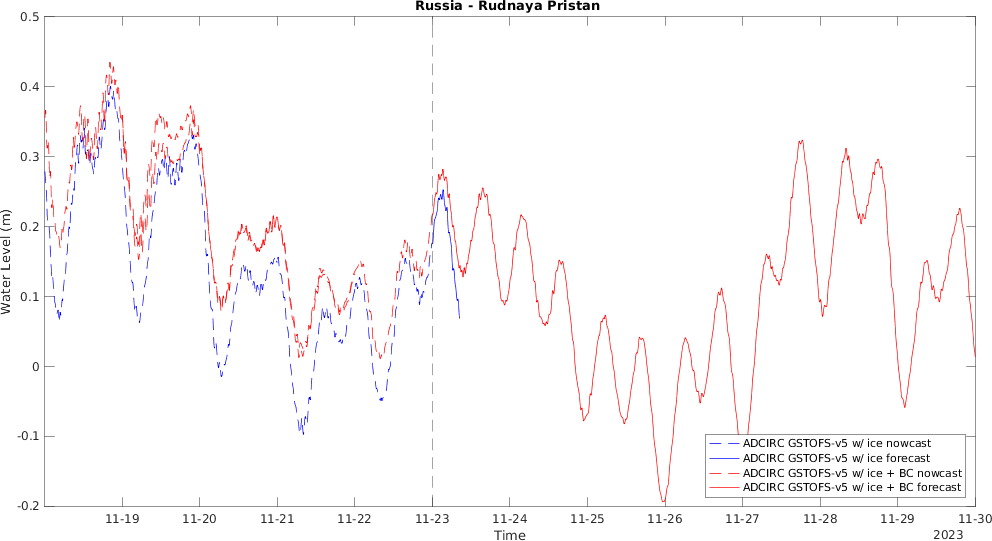 Russia - Rudnaya Pristan
0.5
0.4
0.3
0.2
0.1
0
-0.1
-0.2
Water Level (m)
ADCIRC GSTOFS-v5 w/ ice nowcast
ADCIRC GSTOFS-v5 w/ ice forecast
ADCIRC GSTOFS-v5 w/ ice + BC nowcast
ADCIRC GSTOFS-v5 w/ ice + BC forecast
11-19 11-20 11-21 11-22 11-23 11-24 11-25 11-26 11-27 11-28 11-29 11-30
Time
2023